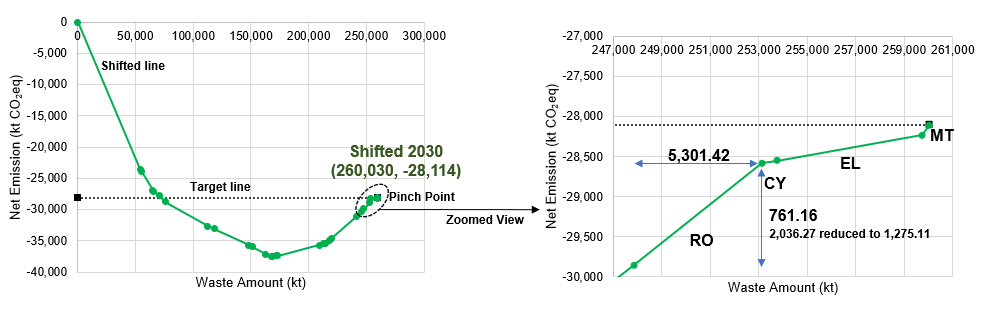 0
0 50,000 100,000 150,000 200,000 250,000 300,000
-5,000
-10,000
-15,000
-20,000
-25,000
-30,000
-35,000
-40,000
Net Emission (kt CO₂eq)
Waste Amount (kt)
Shifted line
Target line
Shifted 2030
(260,030, -28,114)
Pinch Point
Zoomed View
-27,000
247,000 249,000 251,000 253,000 255,000 257,000 259,000 261,000
-27,500
-28,000
-28,500
-29,000
-29,500
-30,000
Net Emission (kt CO₂eq)
Waste Amount (kt)
MT
5,301.42
EL
CY
761.16
2,036.27 reduced to 1,275.11
RO